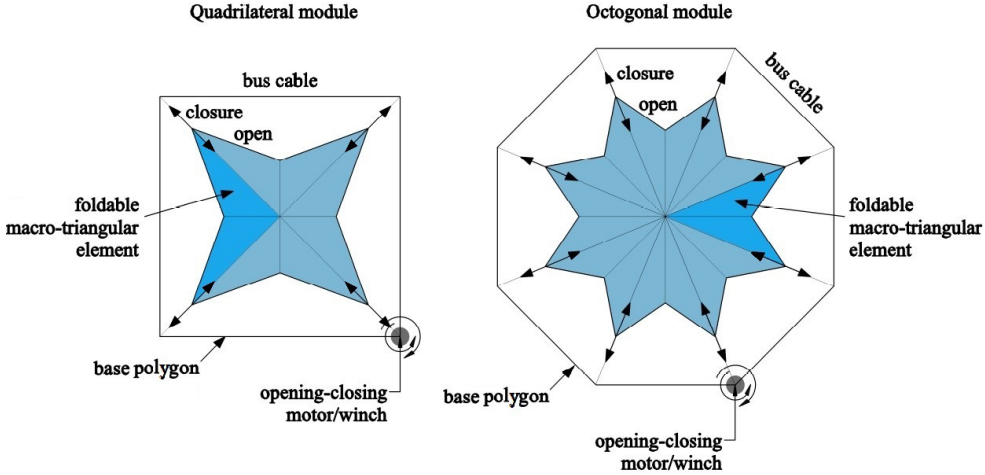 Quadrilateral module
bus cable
closure
open
foldable
macro-triangular
element
base polygon
opening-closing
motor/winch
Octogonal module
closure
open
bus cable
foldable
macro-triangular
element
base polygon
opening-closing
motor/winch